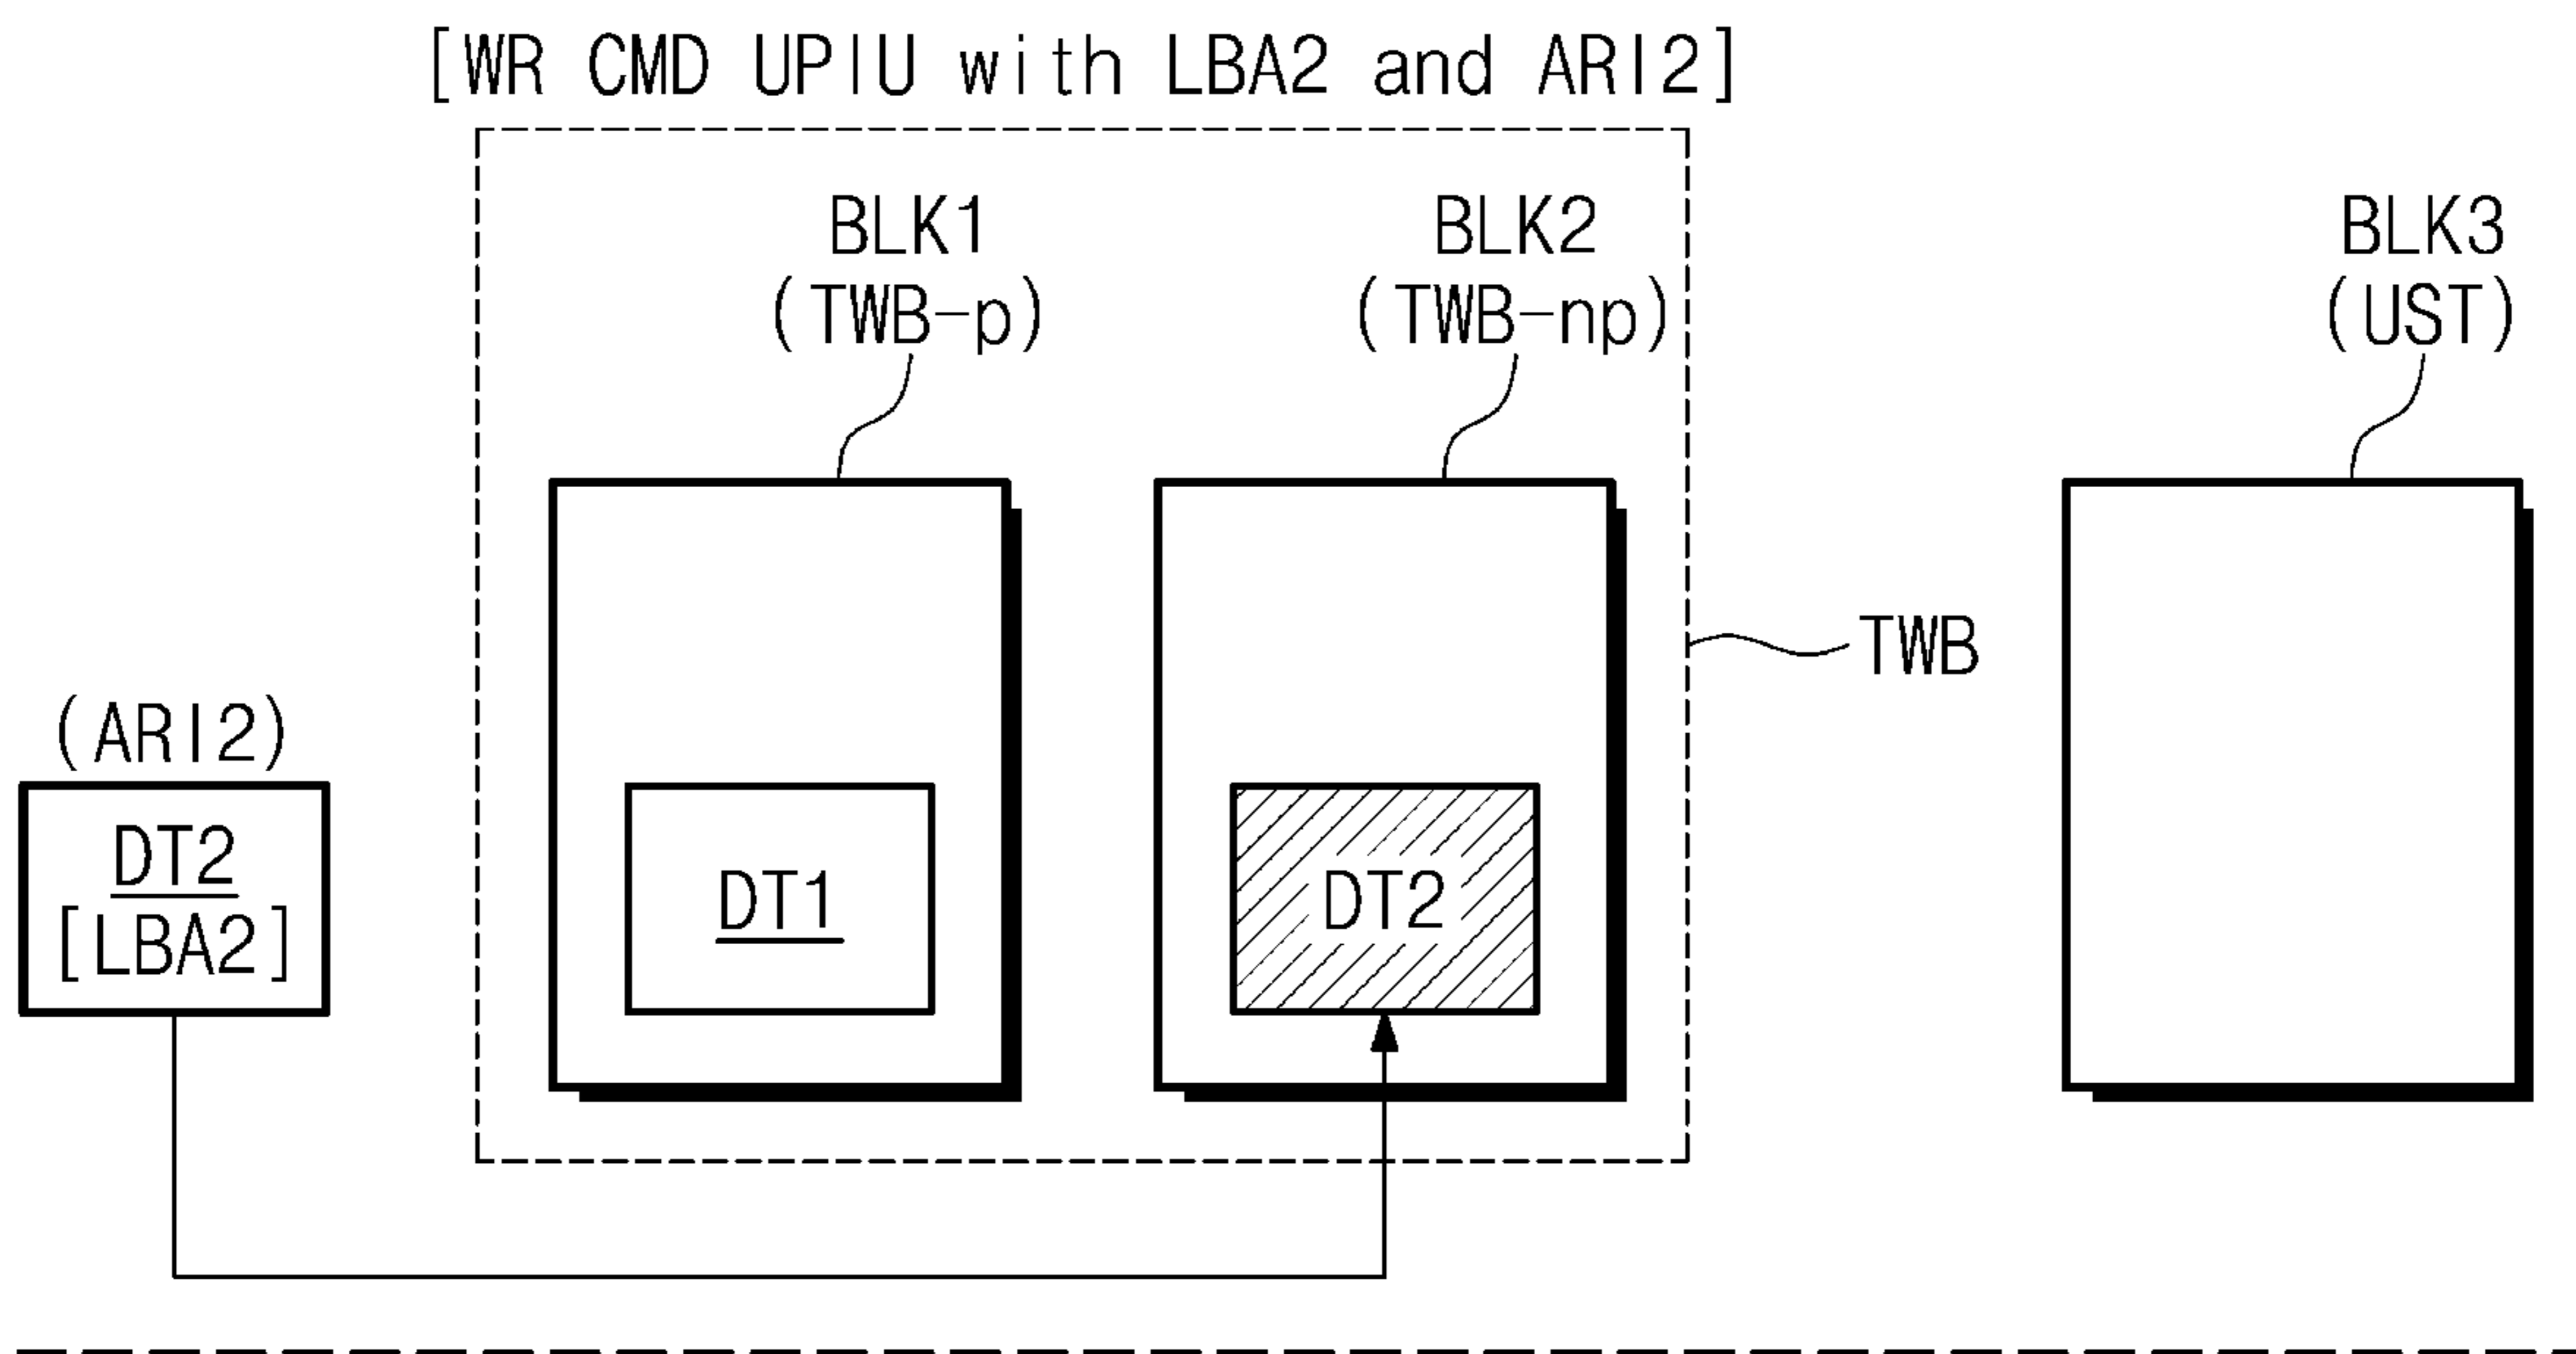 [WR CMD UPIU with LBA2 and ARI2]
BLK1
(TWB-p)
BLK2
(TWB-np)
BLK3
(UST)
TWB
(ARI2)
DT2
[LBA2]
DT1
DT2